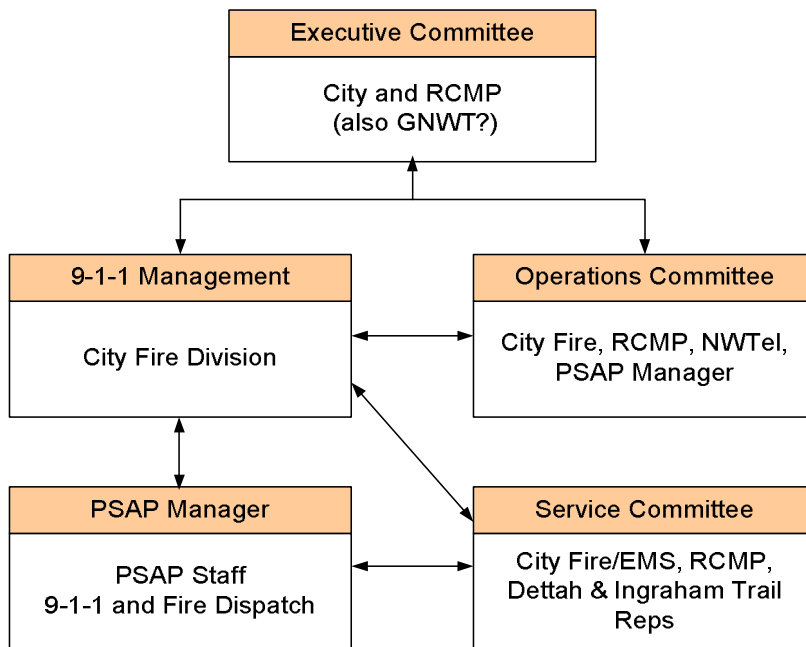 Executive Committee
City and RCMP
(also GNWT?)
9-1-1 Management
City Fire Division
Operations Committee
City Fire, RCMP, NWTel,
PSAP Manager
PSAP Manager
PSAP Staff
9-1-1 and Fire Dispatch
Service Committee
City Fire/EMS, RCMP,
Dettah & Ingraham Trail
Reps